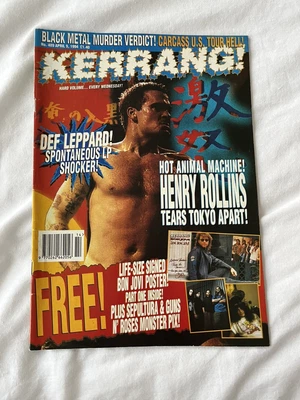 BLACK METAL MURDER VERDICT! CARCASS U.S. TOUR HELL!
KERRANG!
HARD VOLUME... EVERY WEDNESDAY!
DEF LEPPARD!
SPONTANEOUS LP
SHOCKER!
激
奴
HOT ANIMAL MACHINE!
HENRY ROLLINS
TEARS TOKYO APART!
FREE!
LIFE-SIZE SIGNED
BON JOVI POSTER!
PART ONE INSIDE!
PLUS SEPULTURA & GUNS
N' ROSES MONSTER PIX!